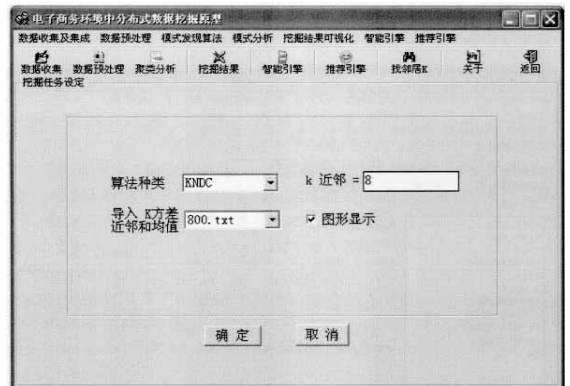 电子商务环境中分布式数据挖掘原型
数据收集及集成 数据预处理 模式发现算法 模式分析 挖掘结果可视化 智能引擎 推荐引擎
数据收集 数据预处理 聚类分析 挖掘结果 智能引擎 推荐引擎 找邻居K 关于 返回
挖掘任务设定
算法种类 KNDC k 近邻 = 8
导入 K方差
近邻和均值 800.txt 图形显示
确 定 取 消